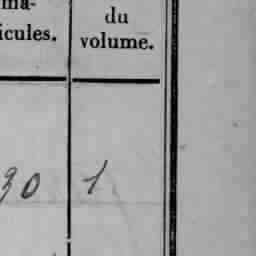 ma- du
icules. volume.
30 1